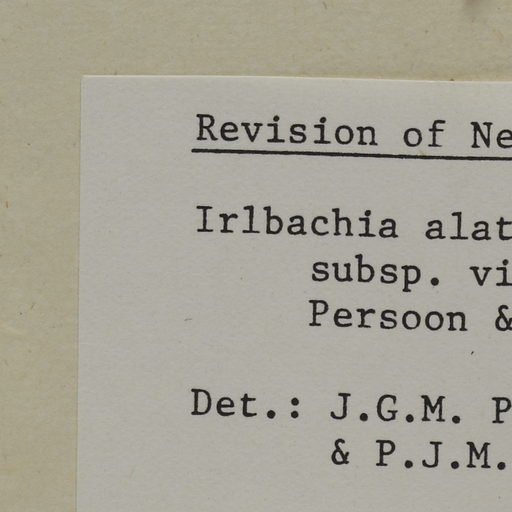 Revision of Ne
Irlbachia alat
subsp. vi
Persoon &
Det.: J.G.M. P
& P.J.M.